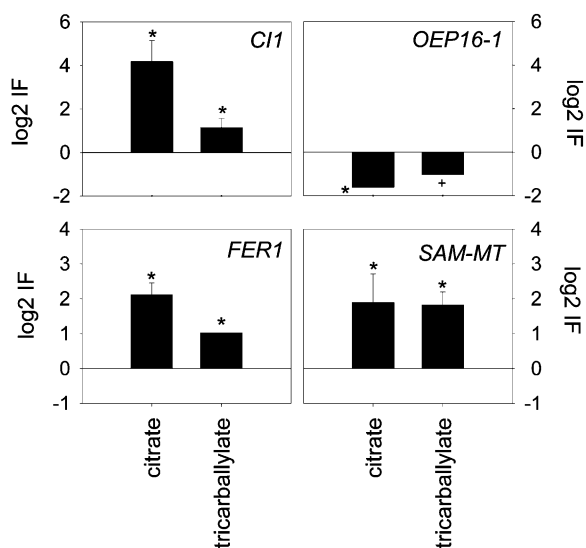 6
4
2
0
-2
log2 IF
*
*
CI1
OEP16-1
*
+
6
4
2
0
-2
log2 IF
4
3
2
1
0
-1
log2 IF
*
*
FER1
SAM-MT
*
*
4
3
2
1
0
-1
log2 IF
citrate
tricarballylate
citrate
tricarballylate